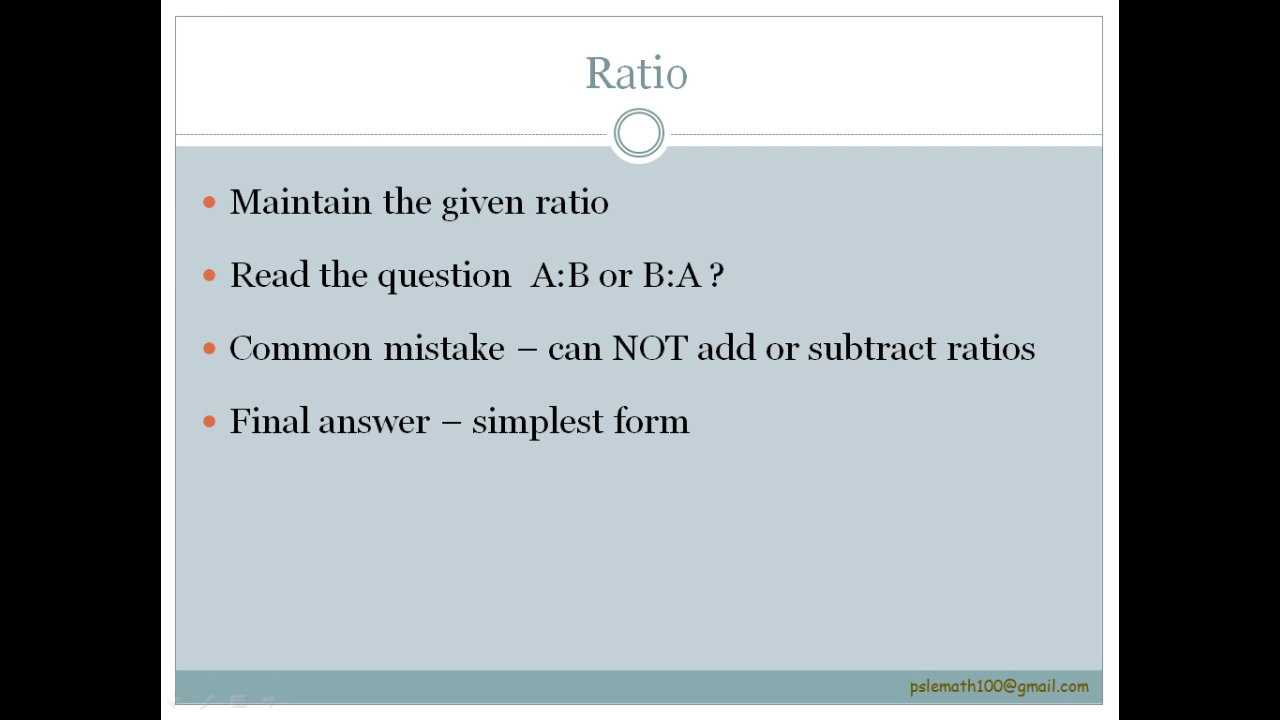 Ratio
Maintain the given ratio
Read the question A:B or B:A ?
Common mistake – can NOT add or subtract ratios
Final answer – simplest form
pslemath100@gmail.com